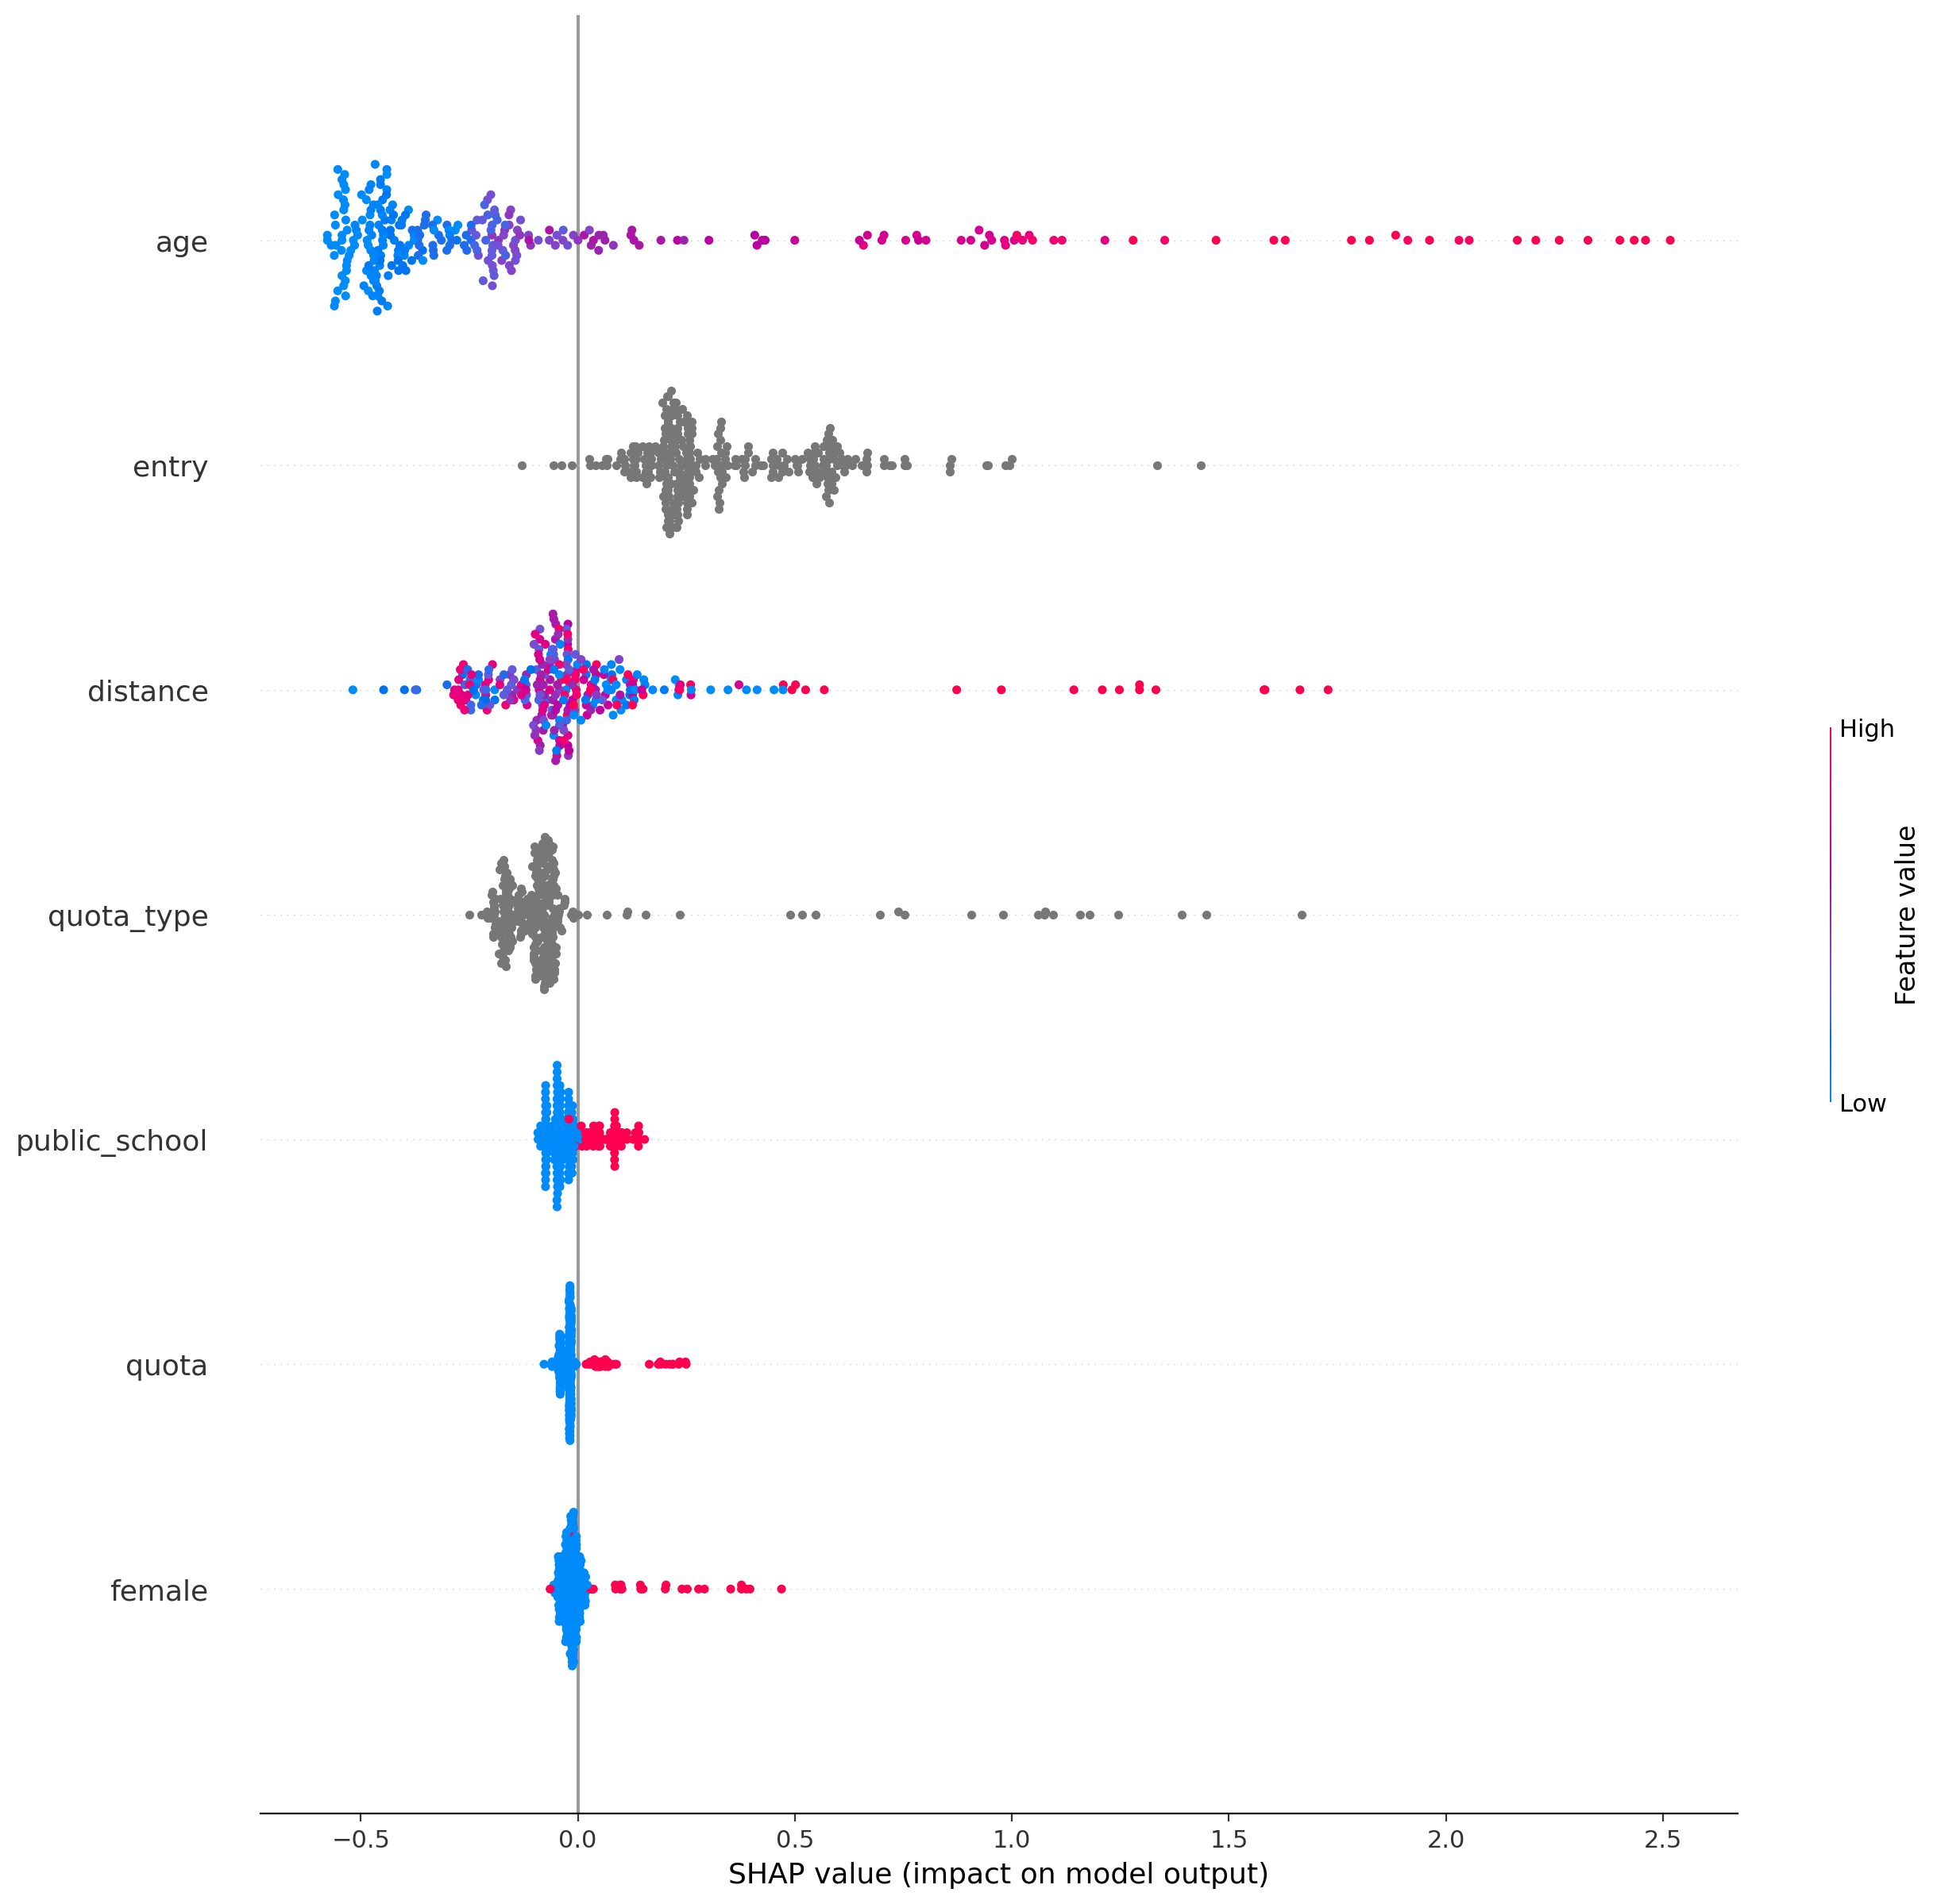 age
entry
distance
quota_type
public_school
quota
female
High
Feature value
Low
−0.5 0.0 0.5 1.0 1.5 2.0 2.5
SHAP value (impact on model output)